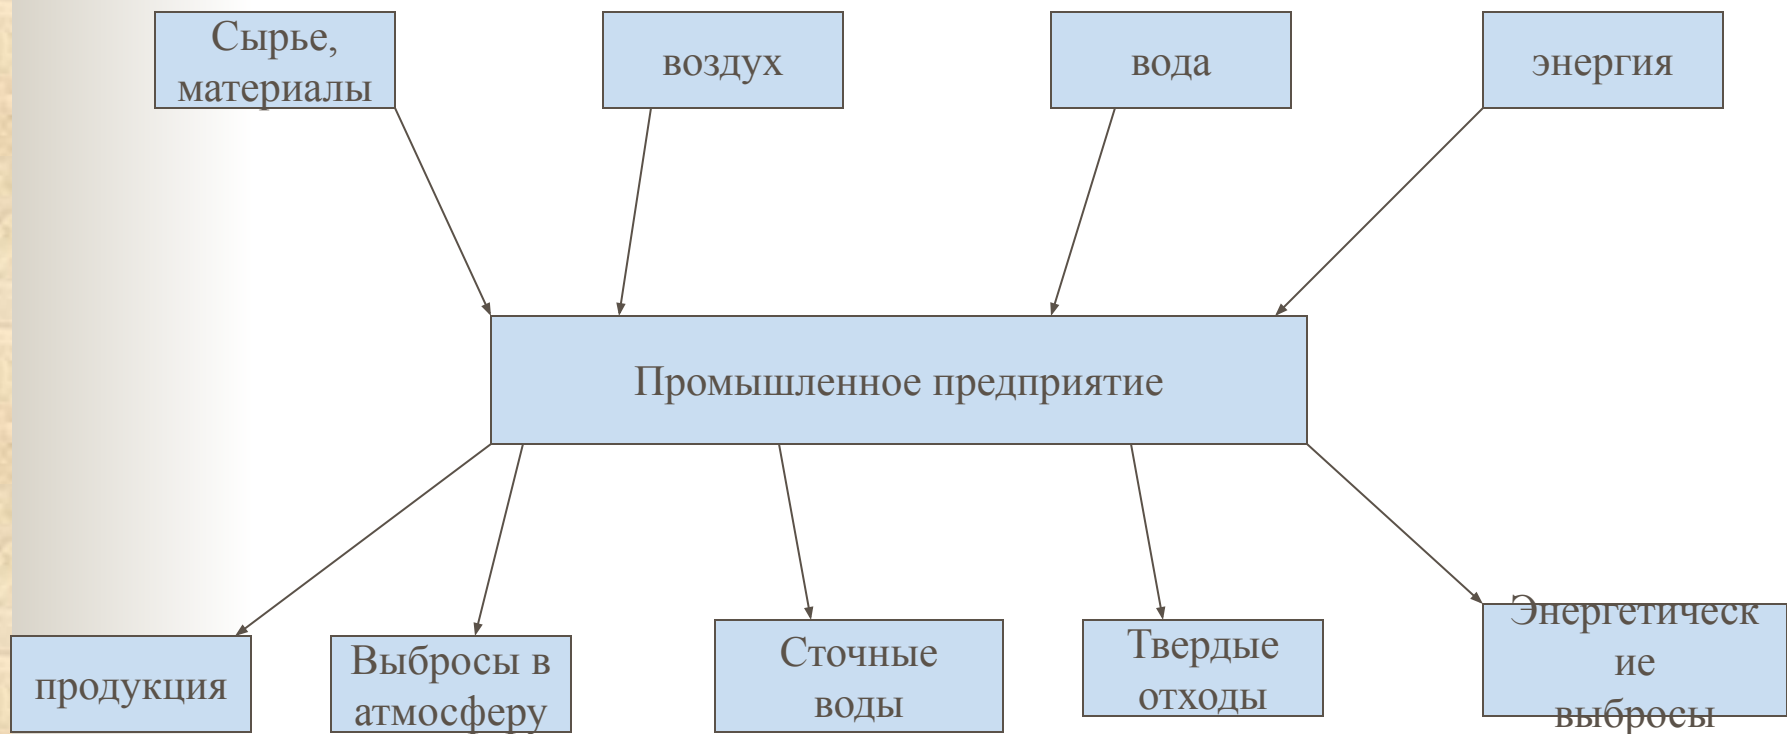 Сырье,
материалы
воздух
вода
энергия
Промышленное предприятие
продукция
Выбросы в
атмосферу
Сточные
воды
Твердые
отходы
Энергетическ
ие
выбросы